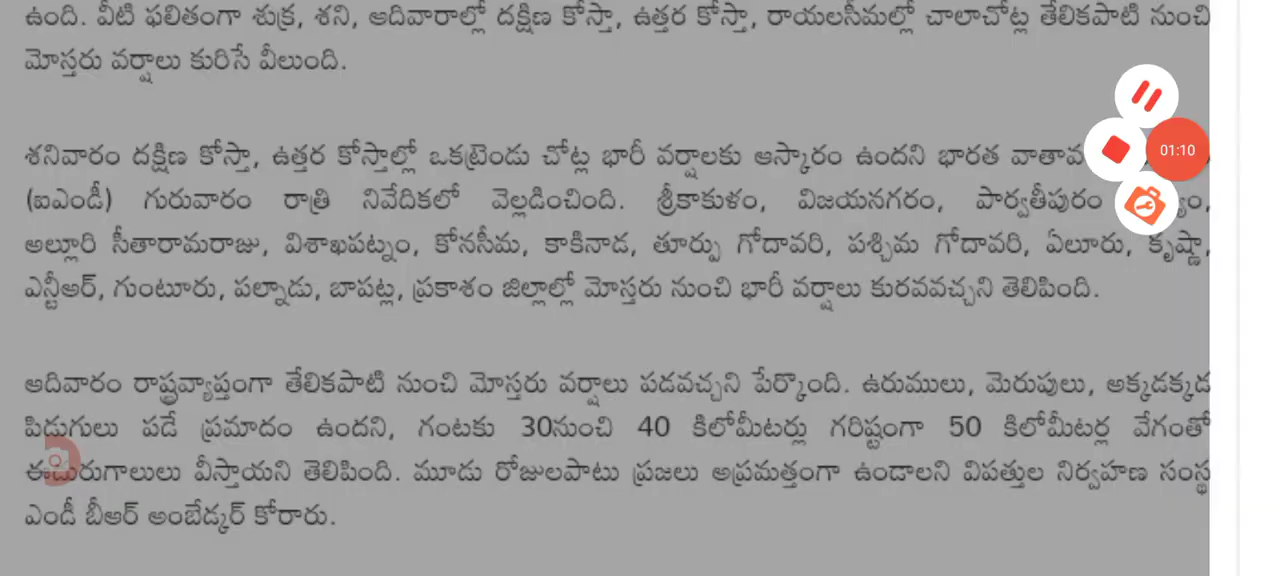 ఉంది. వీటి ఫలితంగా శుక్ర, శని, ఆదివారాల్లో దక్షిణ కోస్తా, ఉత్తర కోస్తా, రాయలసీమల్లో చాలాచోట్ల తేలికపాటి నుంచి
మోస్తరు వర్షాలు కురిసే వీలుంది.
శనివారం దక్షిణ కోస్తా, ఉత్తర కోస్తాల్లో ఒకట్రెండు చోట్ల భారీ వర్షాలకు ఆస్కారం ఉందని భారత
01:10
(ఐఎండీ) గురువారం రాత్రి నివేదికలో వెల్లడించింది. శ్రీకాకుళం, విజయనగరం, పార్వతీపురం
అల్లూరి సీతారామరాజు, విశాఖపట్నం, కోనసీమ, కాకినాడ, తూర్పు గోదావరి, పశ్చిమ గోదావరి, ఏలూరు, కృష్ణా,
ఎన్టీఆర్, గుంటూరు, పల్నాడు, బాపట్ల, ప్రకాశం జిల్లాల్లో మోస్తరు నుంచి భారీ వర్షాలు కురవవచ్చని తెలిపింది.
ఆదివారం రాష్ట్రవ్యాప్తంగా తేలికపాటి నుంచి మోస్తరు వర్షాలు పడవచ్చని పేర్కొంది. ఉరుములు, మెరుపులు, అక్కడక్కడ
పిడుగులు పడే ప్రమాదం ఉందని, గంటకు 30నుంచి 40 కిలోమీటర్లు గరిష్టంగా 50 కిలోమీటర్ల వేగంతో
ఈదురుగాలులు వీస్తాయని తెలిపింది. మూడు రోజులపాటు ప్రజలు అప్రమత్తంగా ఉండాలని విపత్తుల నిర్వహణ సంస్థ
ఎండీ బీఆర్ అంబేడ్కర్ కోరారు.